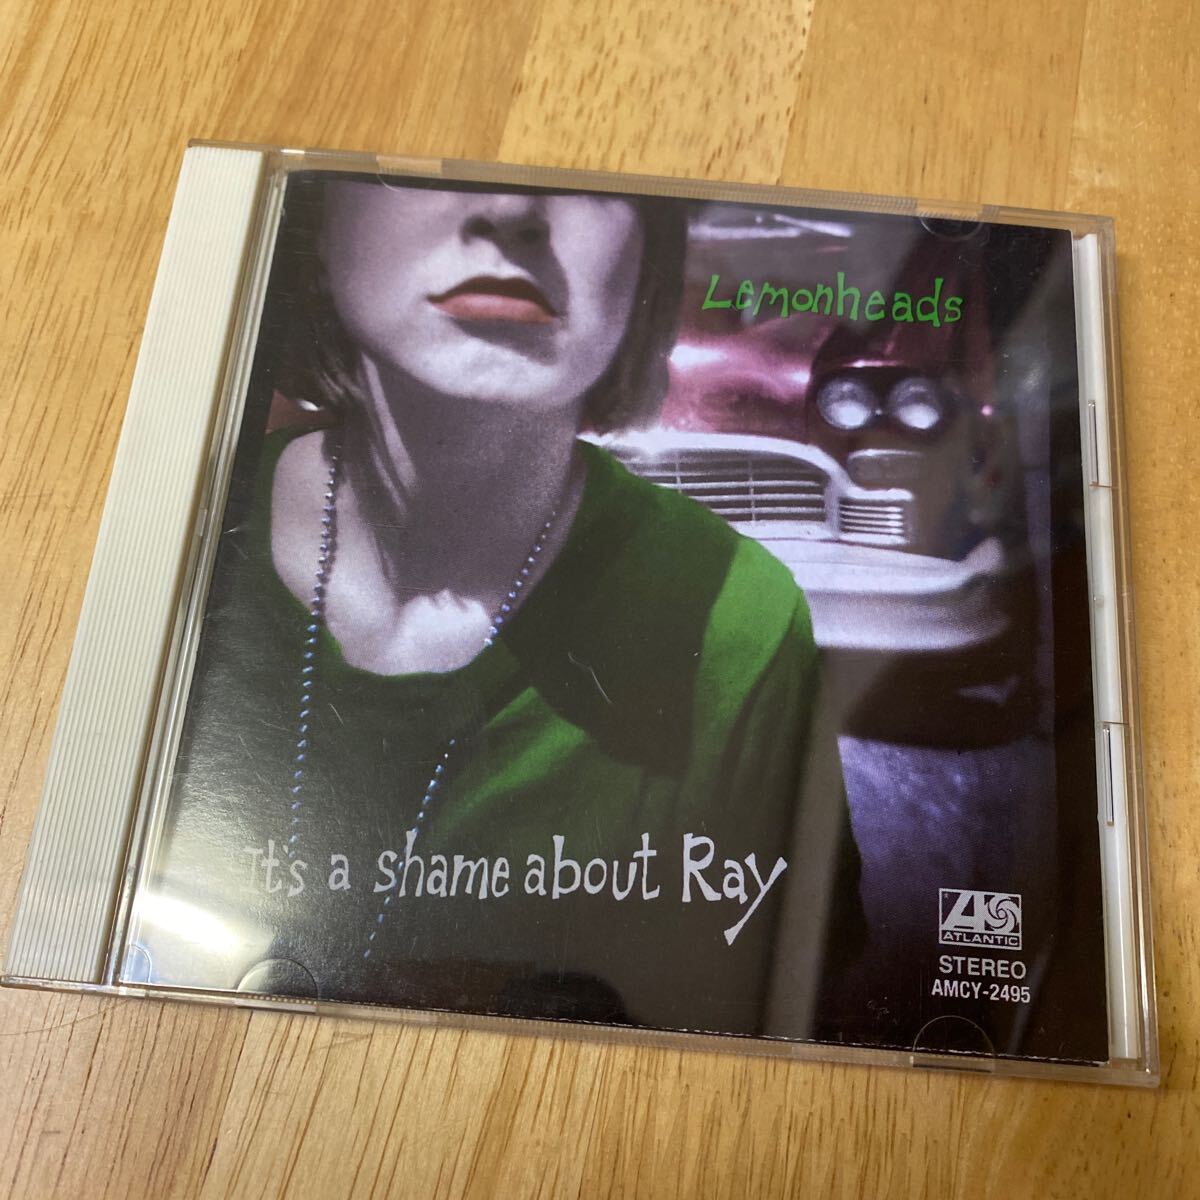 Lemonheads
It's a shame about Ray
ATLANTIC
STEREO
AMCY-2495